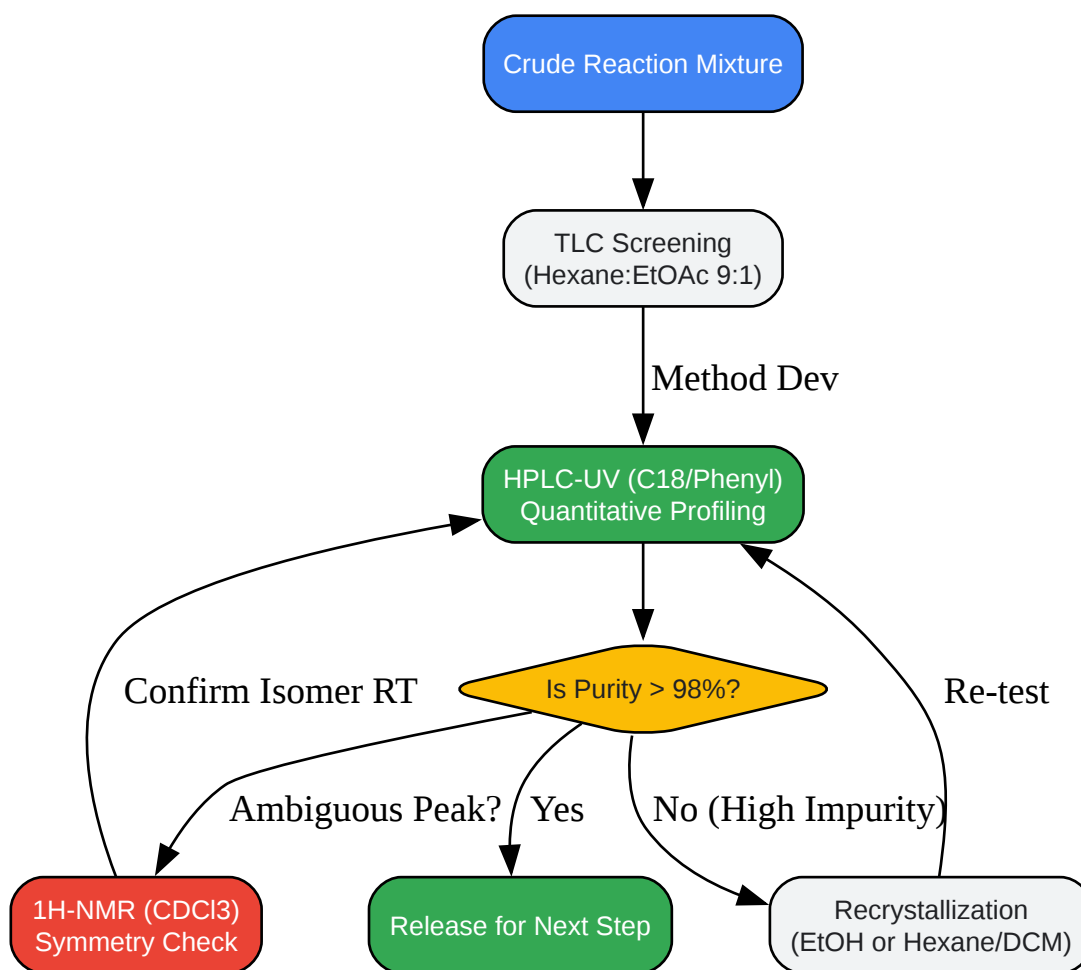 Crude Reaction Mixture
TLC Screening
(Hexane:EtOAc 9:1)
Method Dev
HPLC-UV (C18/Phenyl)
Quantitative Profiling
Confirm Isomer RT
Is Purity > 98%?
Re-test
Ambiguous Peak?
Yes
No (High Impurity)
1H-NMR (CDCl3)
Symmetry Check
Release for Next Step
Recrystallization
(EtOH or Hexane/DCM)